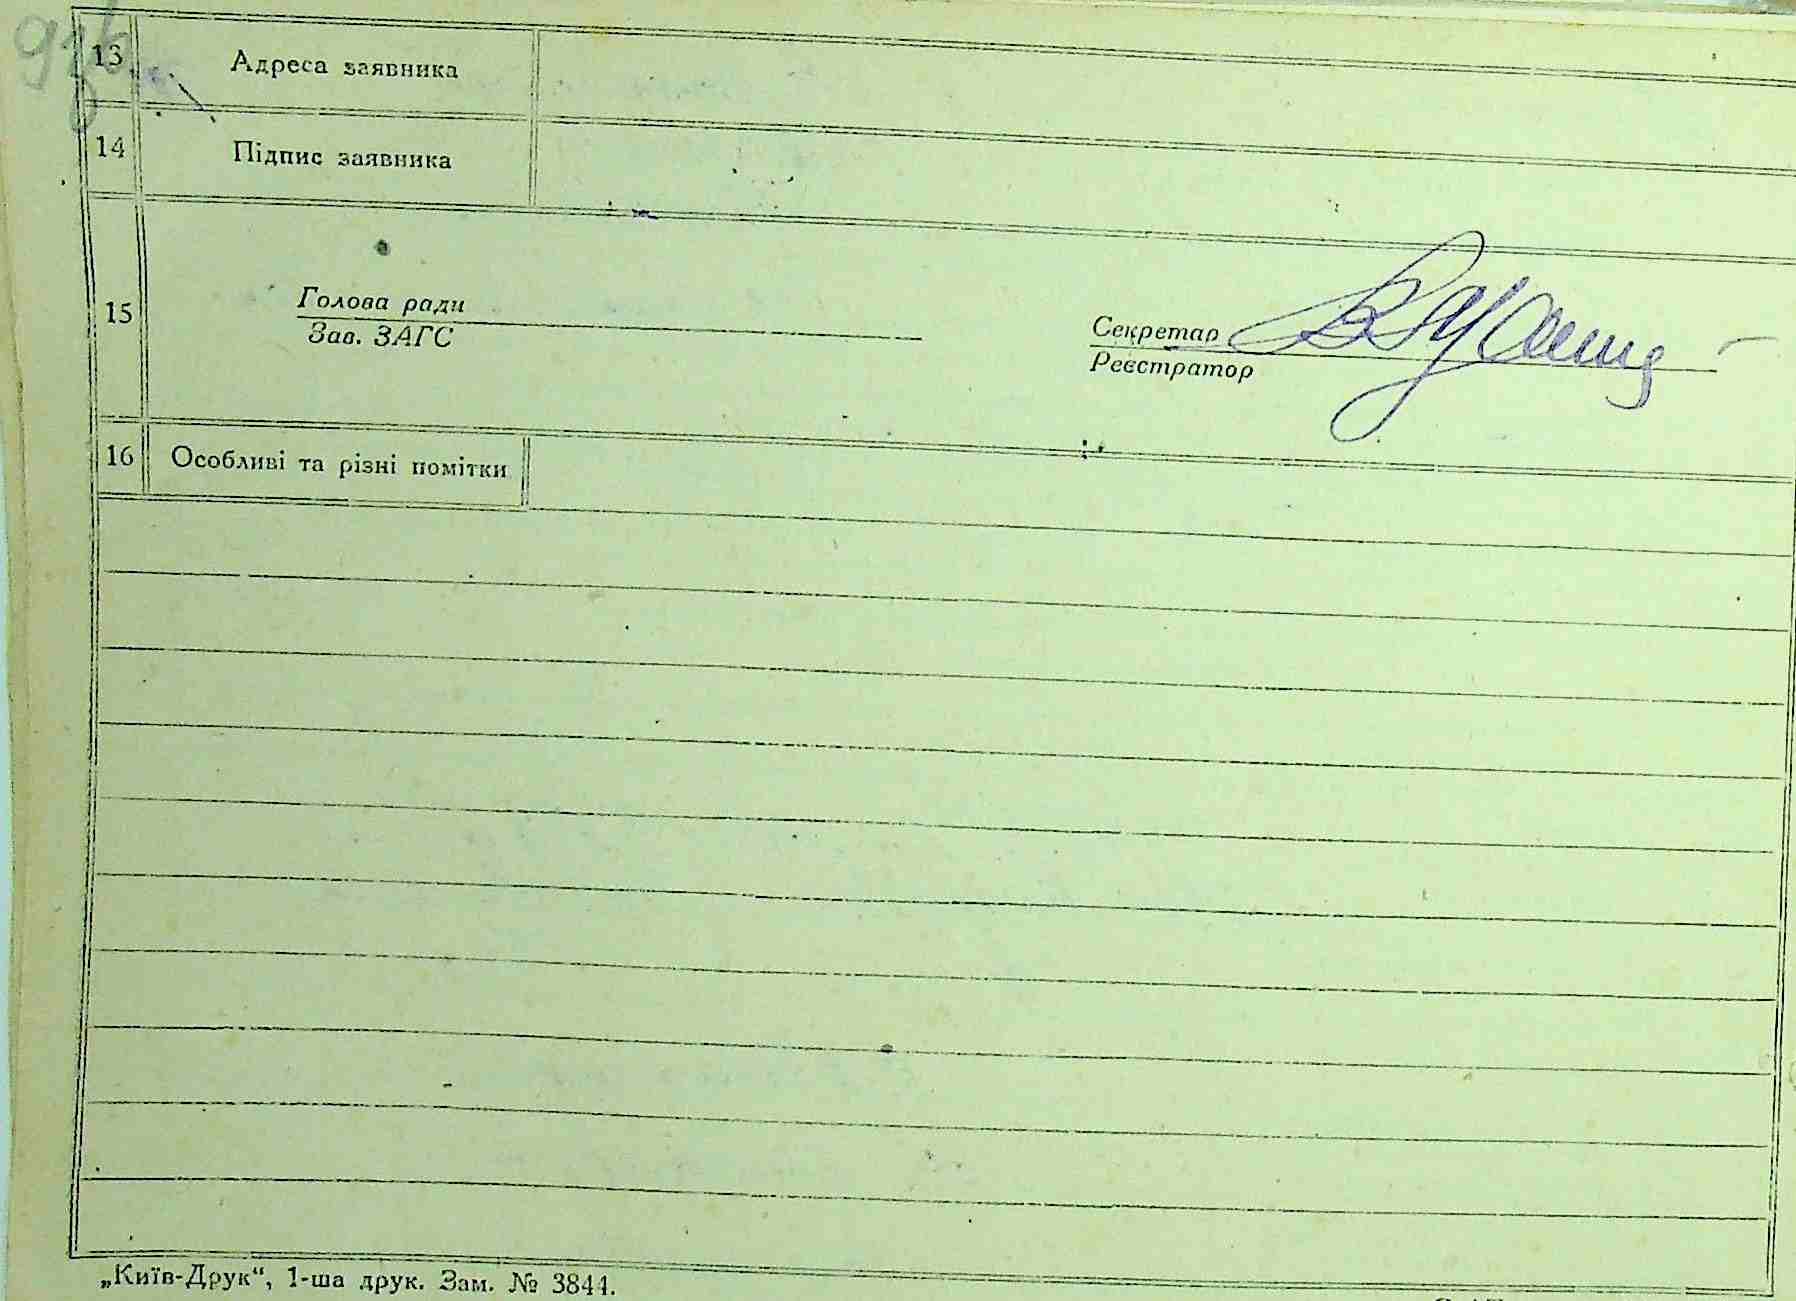 13 Адреса заявника
14 Підпис заявника
15
Голова ради
Зав. ЗАГС
Секретар
Реєстратор
16 Особливі та різні помітки
„Київ-Друк“, 1-ша друк. Зам. № 3844.